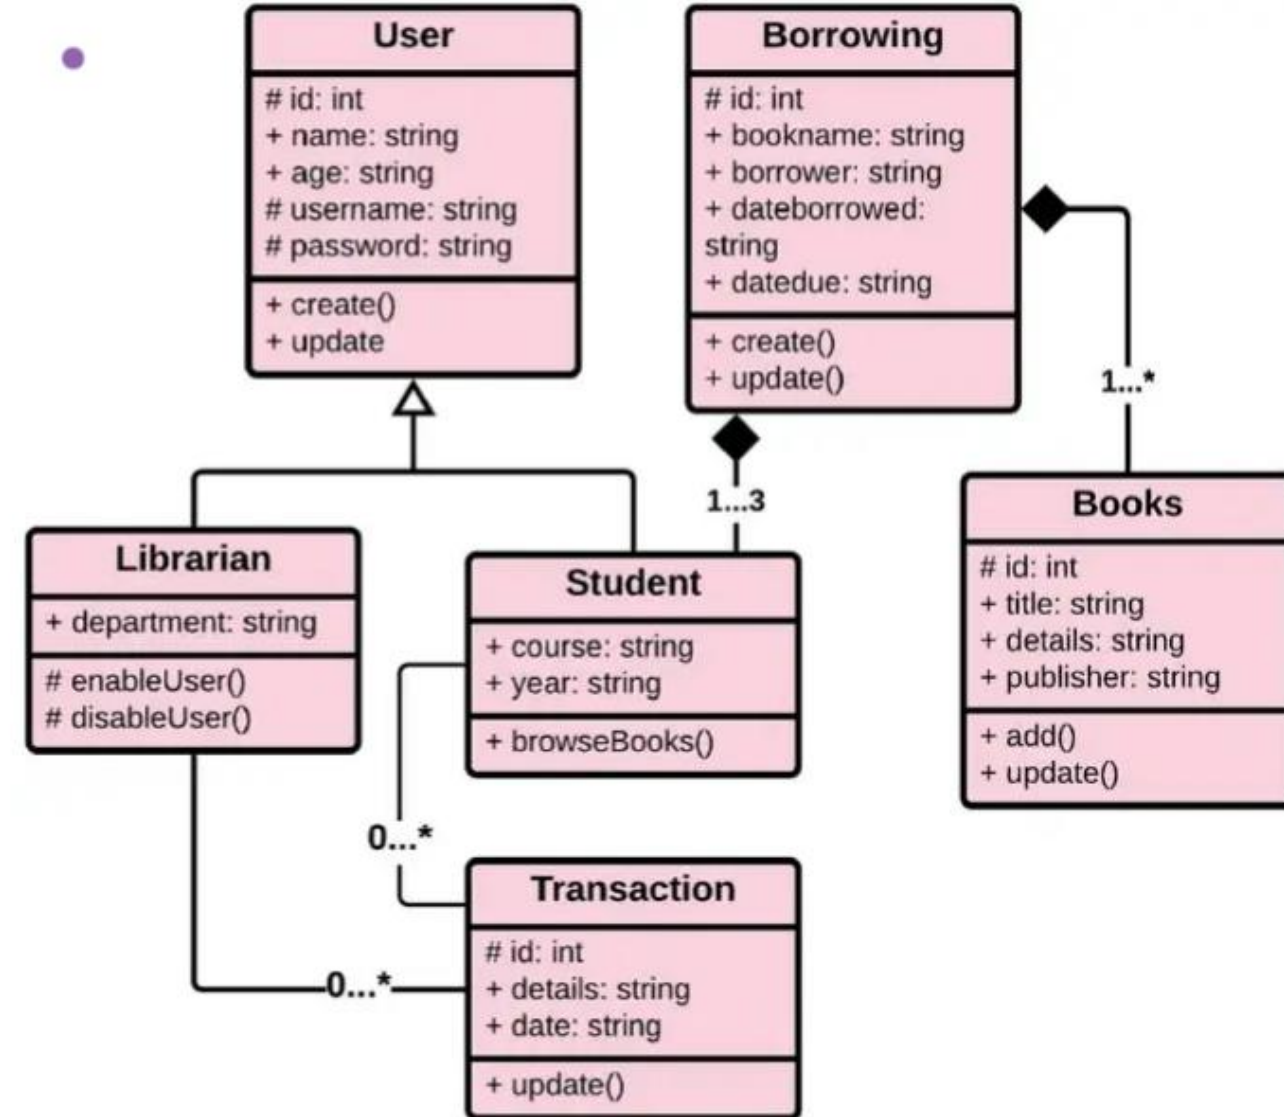 User
# id: int
+ name: string
+ age: string
# username: string
# password: string
+ create()
+ update
Borrowing
# id: int
+ bookname: string
+ borrower: string
+ dateborrowed:
string
+ datedue: string
+ create()
+ update()
1...*
1...3
Librarian
+ department: string
# enableUser()
# disableUser()
Student
+ course: string
+ year: string
+ browseBooks()
Books
# id: int
+ title: string
+ details: string
+ publisher: string
+ add()
+ update()
0...*
0...*
Transaction
# id: int
+ details: string
+ date: string
+ update()